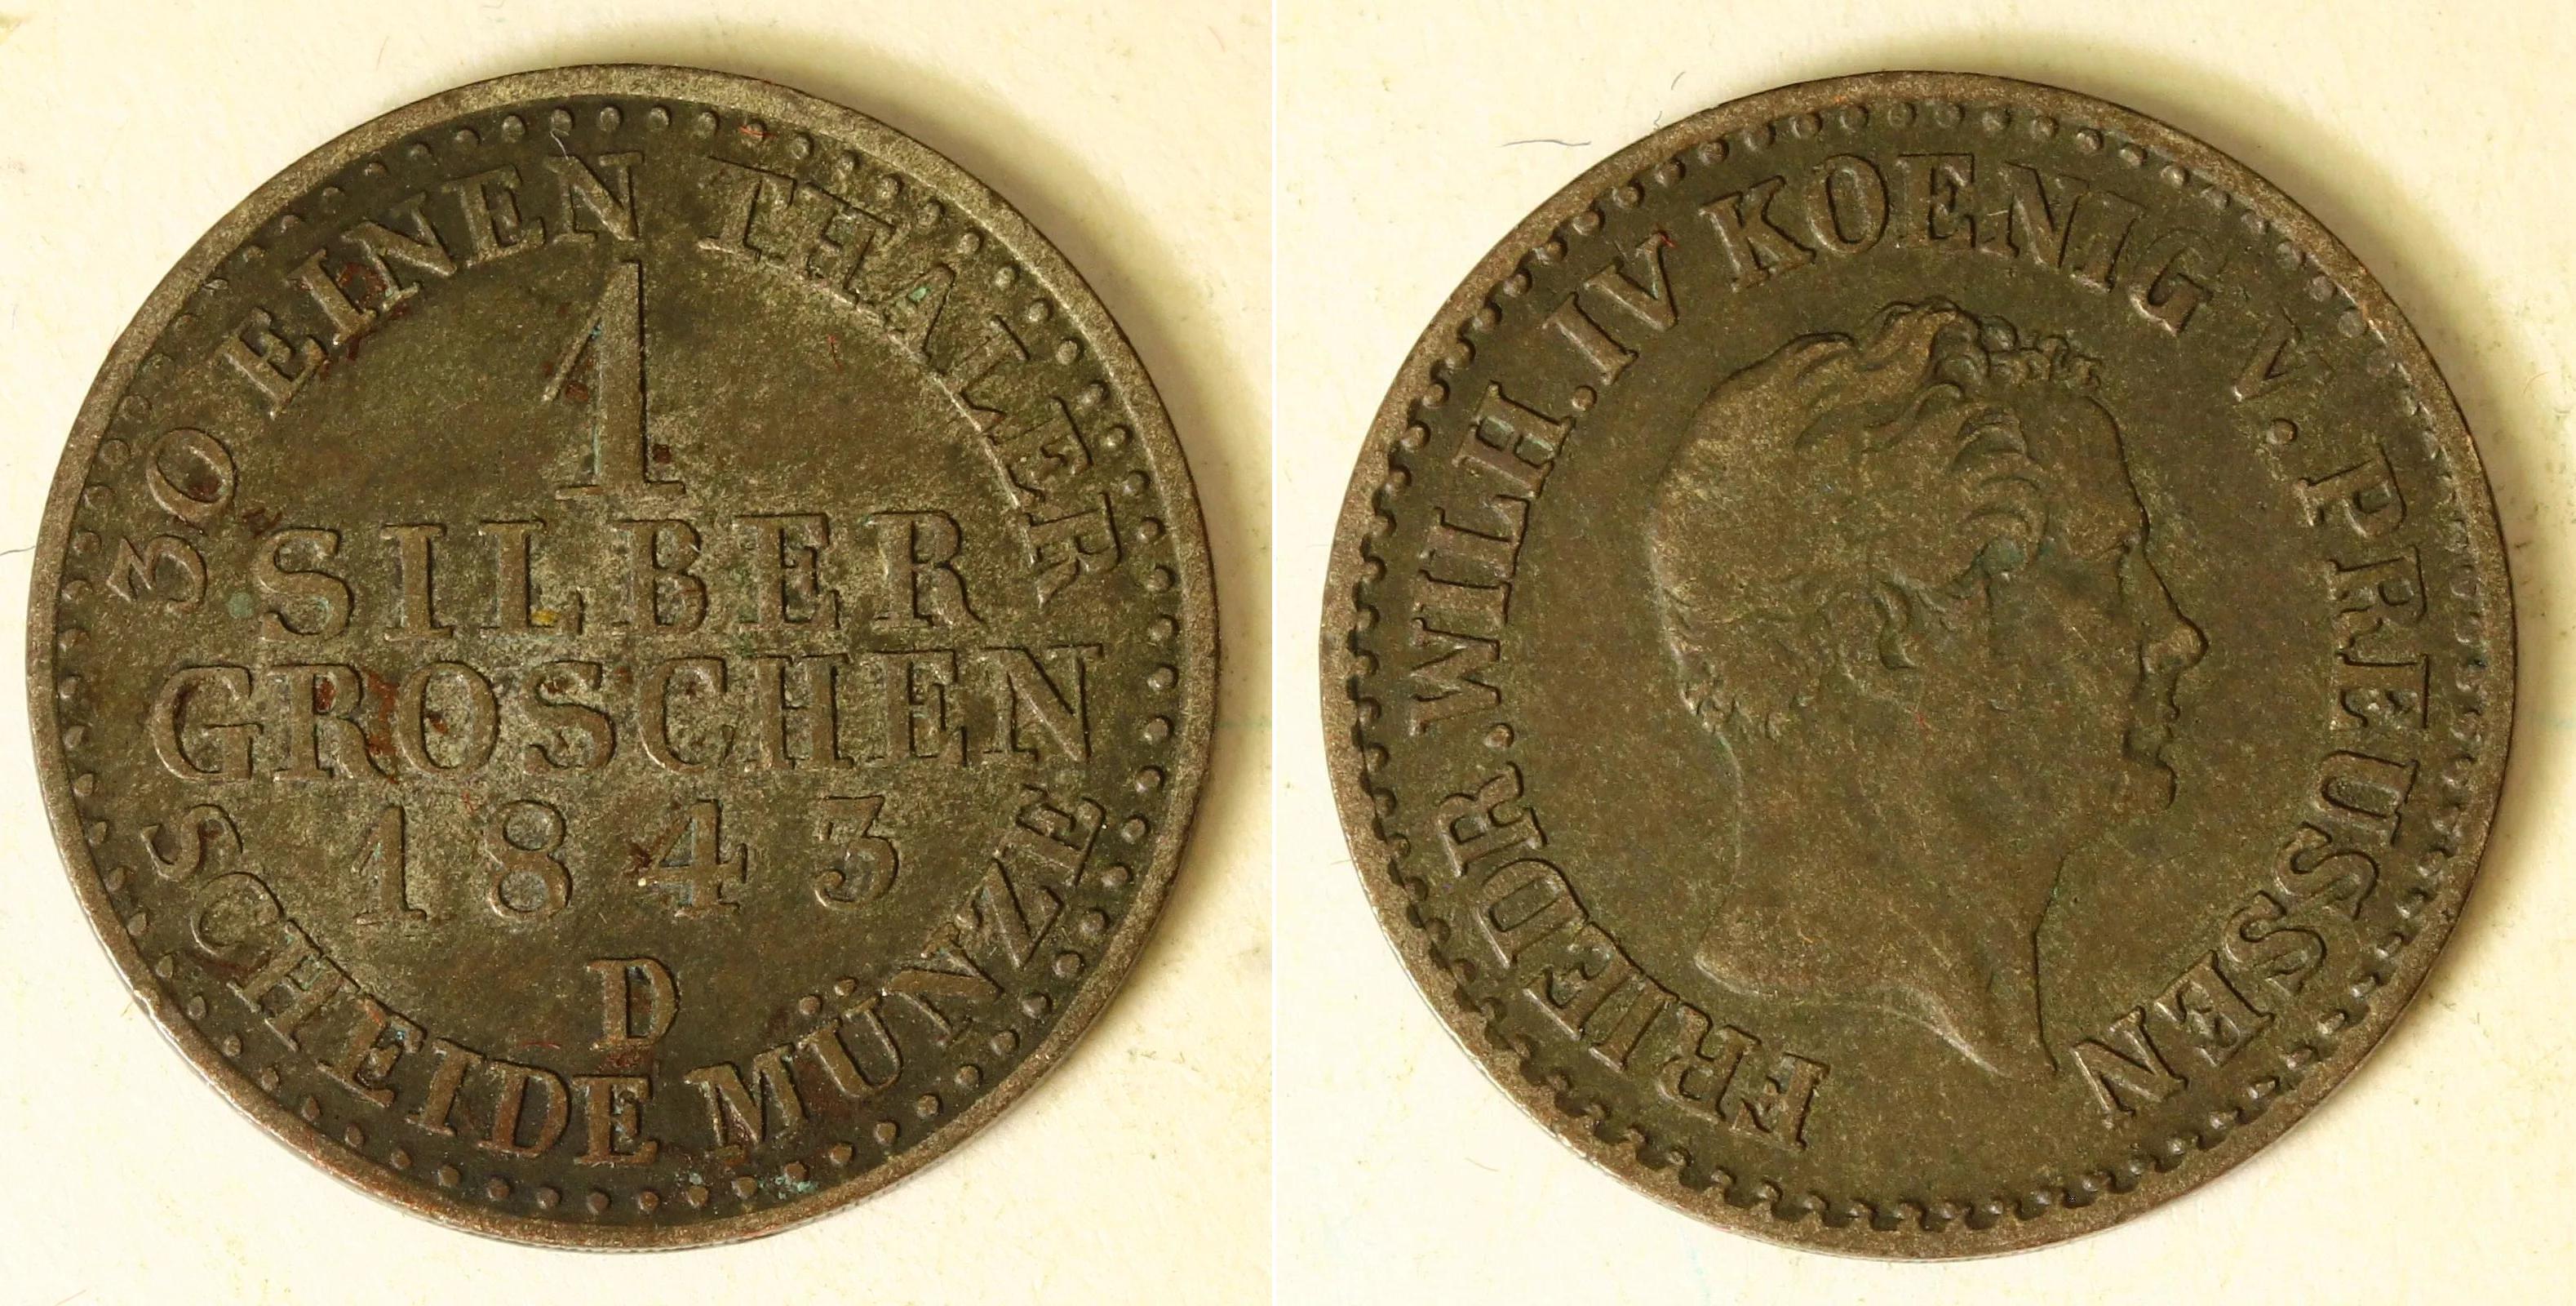 30 EINEN THALER
1
SILBER
GROSCHEN
1843
D
SCHEIDE MÜNZE
FRIEDR. WILH. IV KOENIG V. PREUSSEN